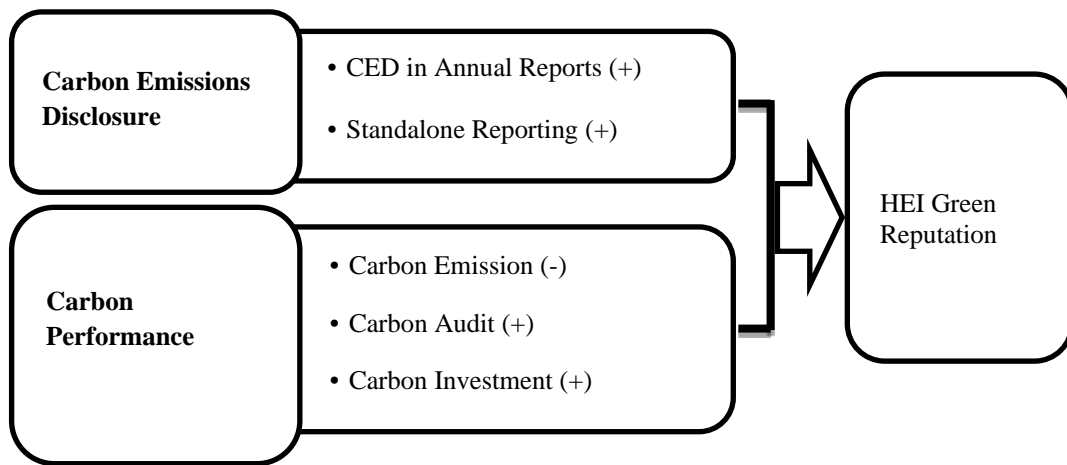 Carbon Emissions
Disclosure
• CED in Annual Reports (+)
• Standalone Reporting (+)
Carbon
Performance
• Carbon Emission (-)
• Carbon Audit (+)
• Carbon Investment (+)
HEI Green
Reputation